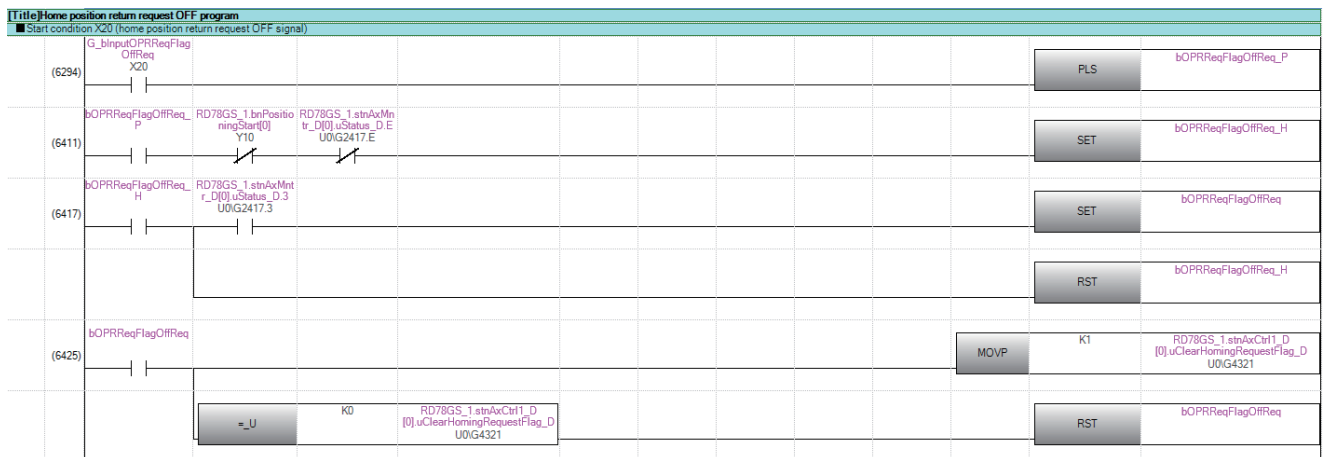 [Title]Home position return request OFF program
■Start condition X20 (home position return request OFF signal)
G_bInputOPRReqFlag
OffReq
X20
(6294)
PLS
bOPRReqFlagOffReq_P
bOPRReqFlagOffReq_
P
RD78GS_1.bnPositio
ningStart[0]
Y10
RD78GS_1.stnAxMn
tr_D[0].uStatus_D.E
U0\G2417.E
(6411)
SET
bOPRReqFlagOffReq_H
bOPRReqFlagOffReq_
H
RD78GS_1.stnAxMnt
r_D[0].uStatus_D.3
U0\G2417.3
(6417)
SET
bOPRReqFlagOffReq
RST
bOPRReqFlagOffReq_H
bOPRReqFlagOffReq
(6425)
MOVP
K1
RD78GS_1.stnAxCtrl1_D
[0].uClearHomingRequestFlag_D
U0\G4321
=_U
K0
RD78GS_1.stnAxCtrl1_D
[0].uClearHomingRequestFlag_D
U0\G4321
RST
bOPRReqFlagOffReq